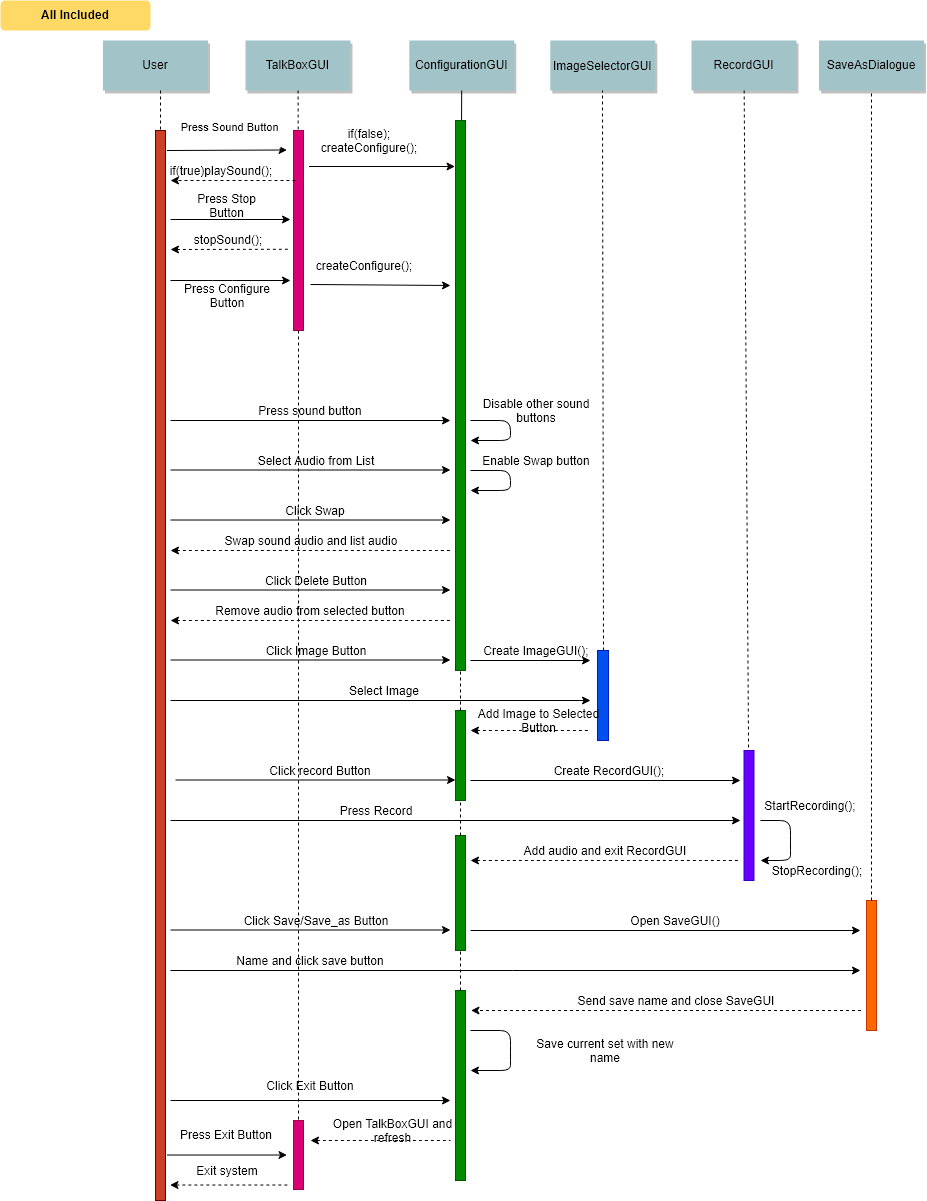 All Included
User
TalkBoxGUI
ConfigurationGUI
ImageSelectorGUI
RecordGUI
SaveAsDialogue
Press Sound Button
if(false);
createConfigure();
if(true)playSound();
Press Stop
Button
stopSound();
createConfigure();
Press Configure
Button
Press sound button
Disable other sound
buttons
Select Audio from List
Enable Swap button
Click Swap
Swap sound audio and list audio
Click Delete Button
Remove audio from selected button
Click Image Button
Create ImageGUI();
Select Image
Add Image to Selected
Button
Click record Button
Create RecordGUI();
Press Record
StartRecording();
Add audio and exit RecordGUI
StopRecording();
Click Save/Save_as Button
Open SaveGUI()
Name and click save button
Send save name and close SaveGUI
Save current set with new
name
Click Exit Button
Open TalkBoxGUI and
refresh
Press Exit Button
Exit system